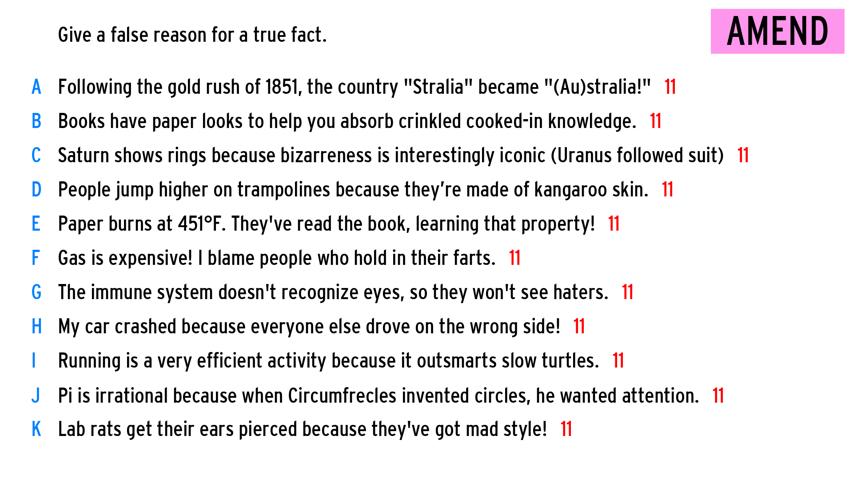 Give a false reason for a true fact.
AMEND
A Following the gold rush of 1851, the country "Stralia" became "(Au)stralia!" 11
B Books have paper looks to help you absorb crinkled cooked-in knowledge. 11
C Saturn shows rings because bizarreness is interestingly iconic (Uranus followed suit) 11
D People jump higher on trampolines because they’re made of kangaroo skin. 11
E Paper burns at 451°F. They've read the book, learning that property! 11
F Gas is expensive! I blame people who hold in their farts. 11
G The immune system doesn't recognize eyes, so they won't see haters. 11
H My car crashed because everyone else drove on the wrong side! 11
I Running is a very efficient activity because it outsmarts slow turtles. 11
J Pi is irrational because when Circumfrecles invented circles, he wanted attention. 11
K Lab rats get their ears pierced because they've got mad style! 11